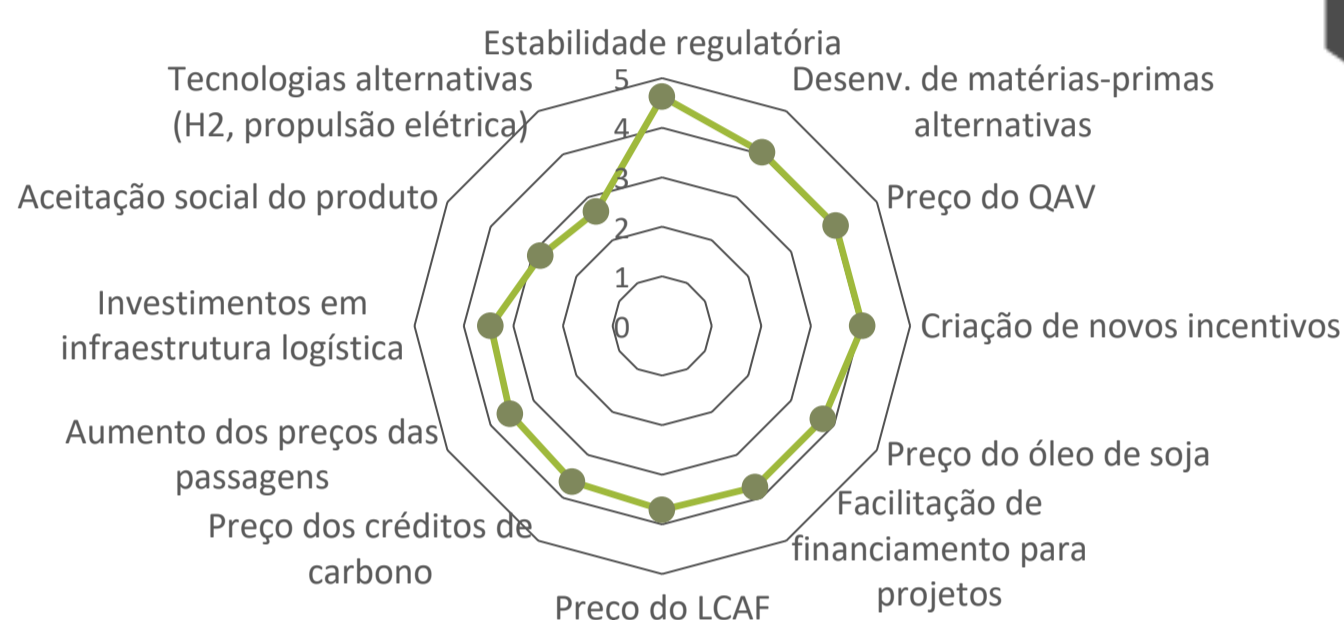 Estabilidade regulatória
Desenv. de matérias-primas
alternativas
Preço do QAV
Criação de novos incentivos
Preço do óleo de soja
Facilitação de
financiamento para
projetos
Preço do LCAF
Preço dos créditos de
carbono
Aumento dos preços das
passagens
Investimentos em
infraestrutura logística
Aceitação social do produto
Tecnologias alternativas
(H2, propulsão elétrica)
5
4
3
2
1
0